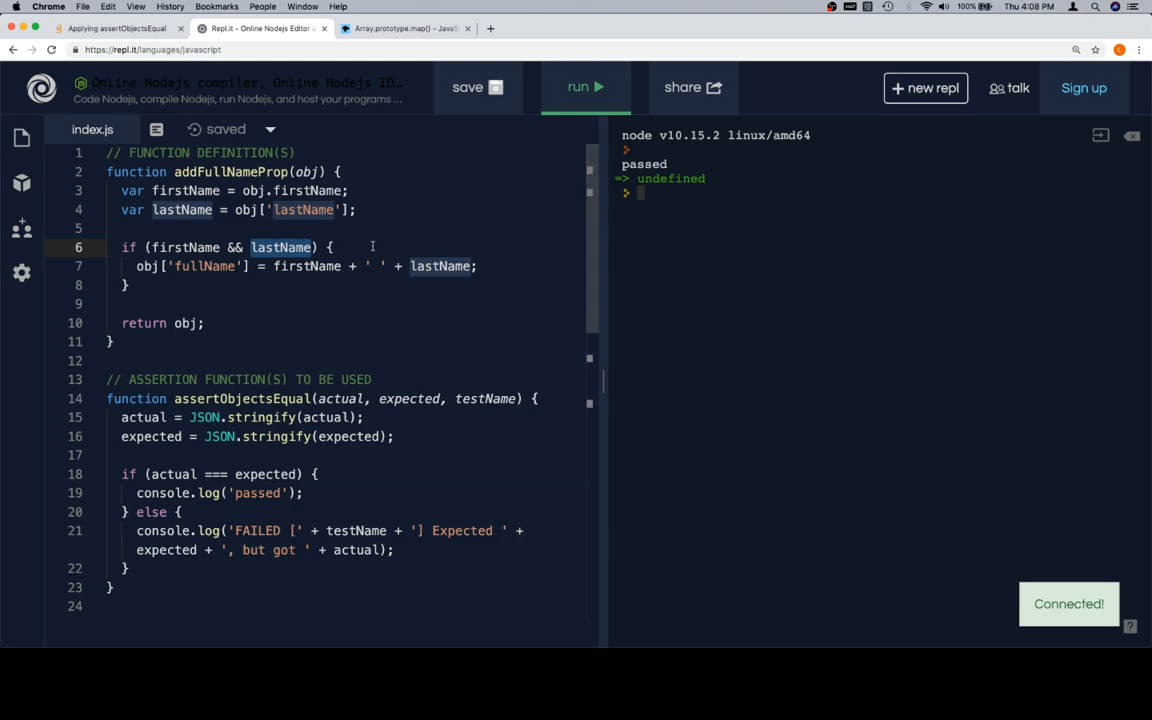 Chrome File Edit View History Bookmarks People Window Help 100% Thu 4:08 PM
Applying assertObjectsEqual
Repl.it - Online Nodejs Editor a
Array.prototype.map() - JavaS
https://repl.it/languages/javascript
Online Nodejs compiler, Online Nodejs ID...
Code Nodejs, compile Nodejs, run Nodejs, and host your programs ...
save
run
share
+ new repl
talk
Sign up
index.js
saved
1 // FUNCTION DEFINITION(S)
2 function addFullNameProp(obj) {
3 var firstName = obj.firstName;
4 var lastName = obj['lastName'];
5
6 if (firstName && lastName) {
7 obj['fullName'] = firstName + ' ' + lastName;
8 }
9
10 return obj;
11 }
12
13 // ASSERTION FUNCTION(S) TO BE USED
14 function assertObjectsEqual(actual, expected, testName) {
15 actual = JSON.stringify(actual);
16 expected = JSON.stringify(expected);
17
18 if (actual === expected) {
19 console.log('passed');
20 } else {
21 console.log('FAILED [' + testName + '] Expected ' +
expected + ', but got ' + actual);
22 }
23 }
24
node v10.15.2 linux/amd64
passed
=> undefined
Connected!
?